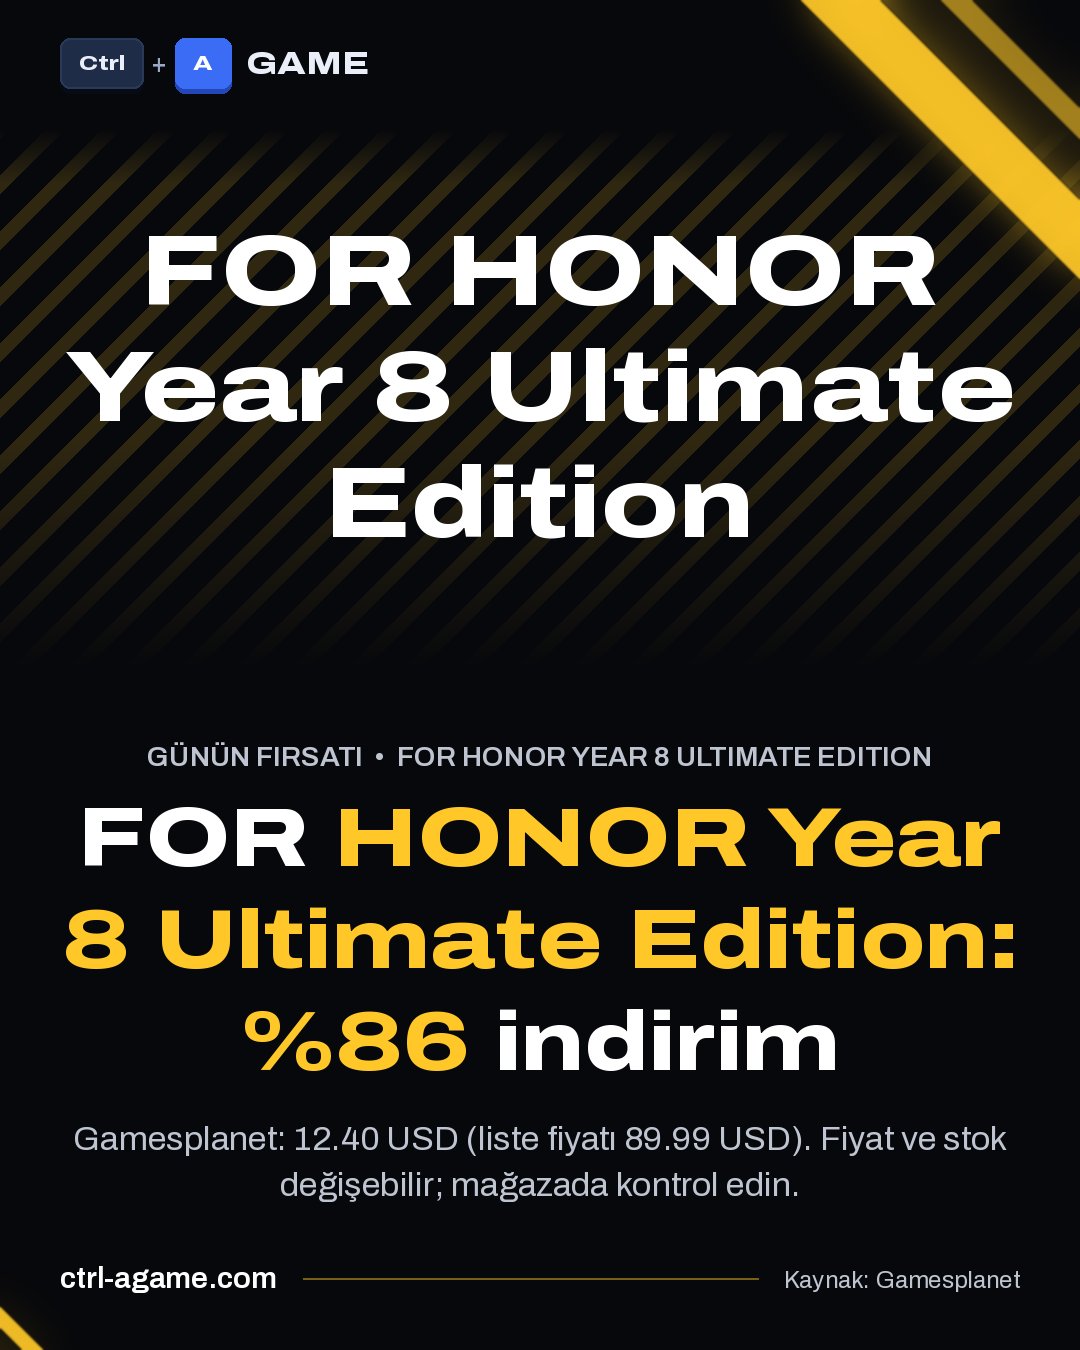 Ctrl + A GAME
FOR HONOR
Year 8 Ultimate
Edition
GÜNÜN FIRSATI • FOR HONOR YEAR 8 ULTIMATE EDITION
FOR HONOR Year
8 Ultimate Edition:
%86 indirim
Gamesplanet: 12.40 USD (liste fiyatı 89.99 USD). Fiyat ve stok
değişebilir; mağazada kontrol edin.
ctrl-agame.com
Kaynak: Gamesplanet